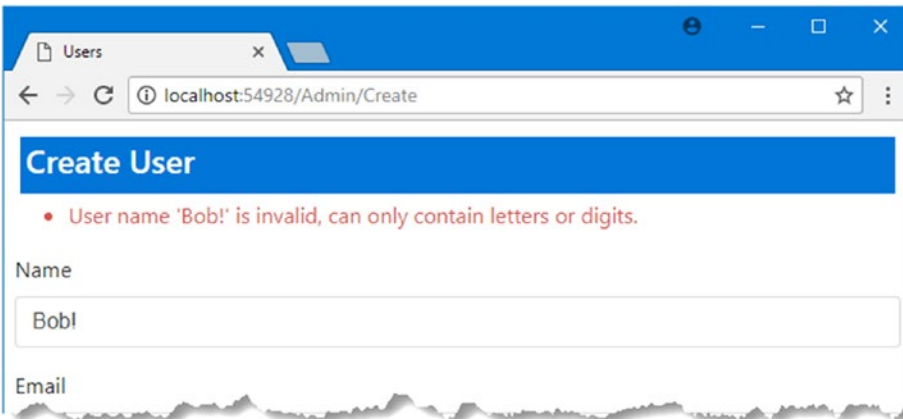 Users
localhost:54928/Admin/Create
Create User
User name 'Bob!' is invalid, can only contain letters or digits.
Name
Bob!
Email